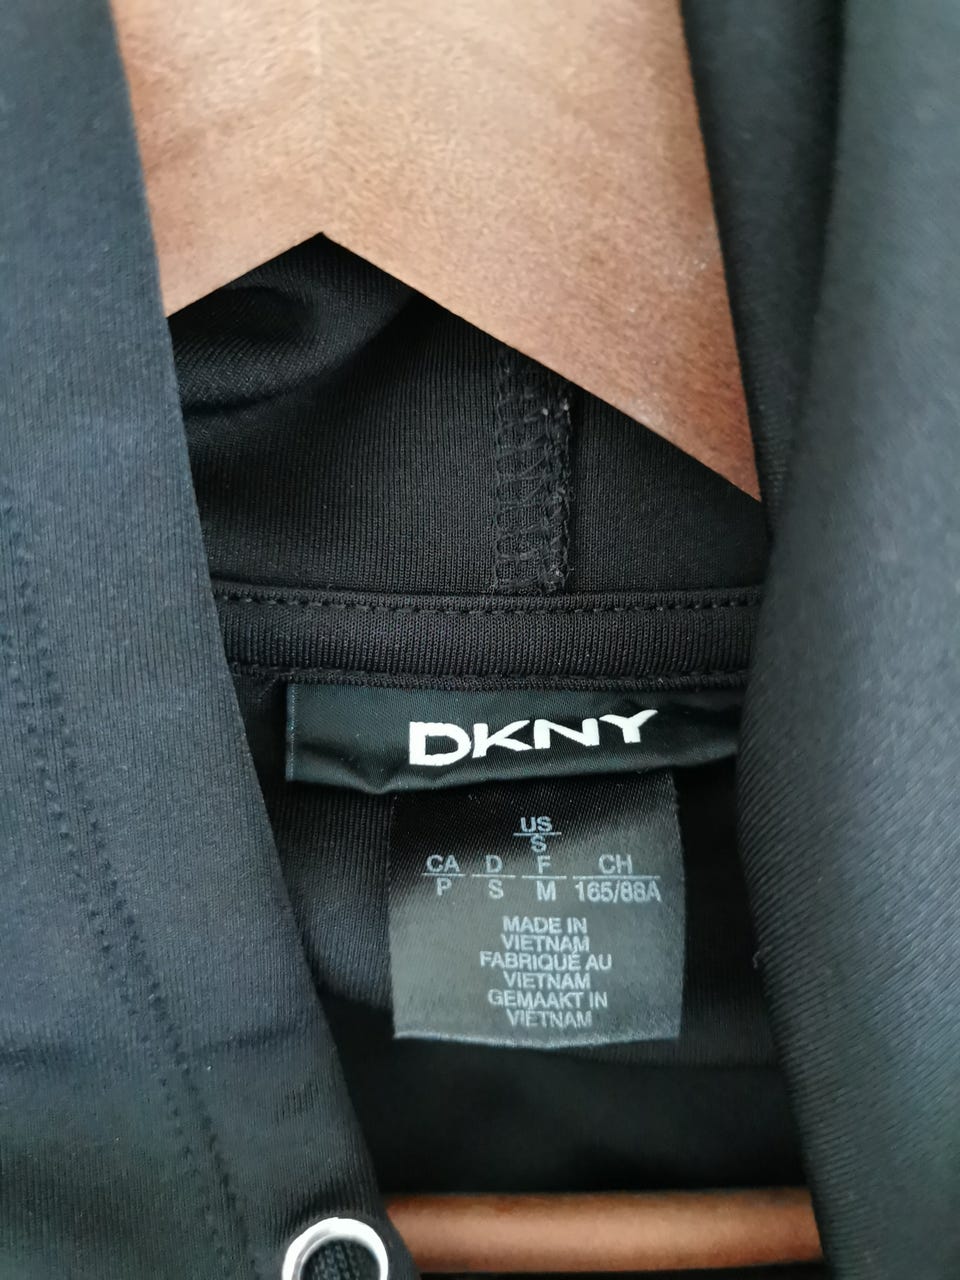 DKNY
US
S
CA D F CH
P S M 165/88A
MADE IN
VIETNAM
FABRIQUÉ AU
VIETNAM
GEMAAKT IN
VIETNAM